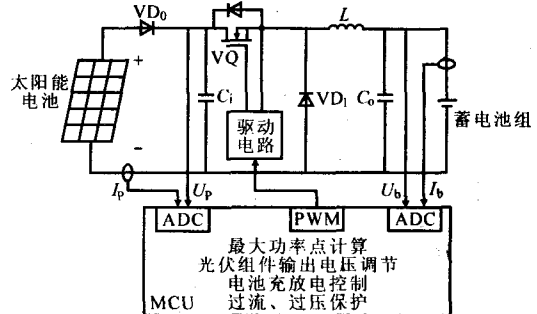 VD₀
VQ
L
太阳能
电池
+
-
Cᵢ
驱动
电路
VD₁
Cₒ
蓄电池组
Iₚ
Uₚ
U_b
I_b
ADC
PWM
ADC
最大功率点计算
光伏组件输出电压调节
电池充放电控制
MCU
过流、过压保护